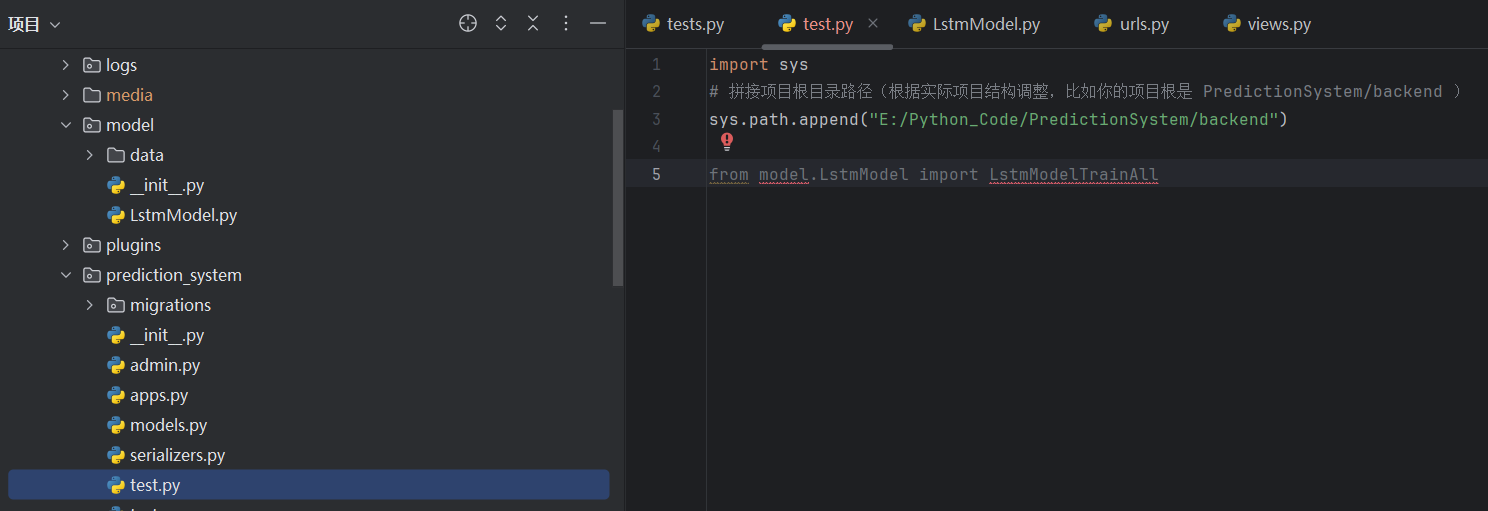 项目
logs
media
model
data
__init__.py
LstmModel.py
plugins
prediction_system
migrations
__init__.py
admin.py
apps.py
models.py
serializers.py
test.py
tests.py test.py LstmModel.py urls.py views.py
1 import sys
2 # 拼接项目根目录路径（根据实际项目结构调整，比如你的项目根是 PredictionSystem/backend ）
3 sys.path.append("E:/Python_Code/PredictionSystem/backend")
4
5 from model.LstmModel import LstmModelTrainAll